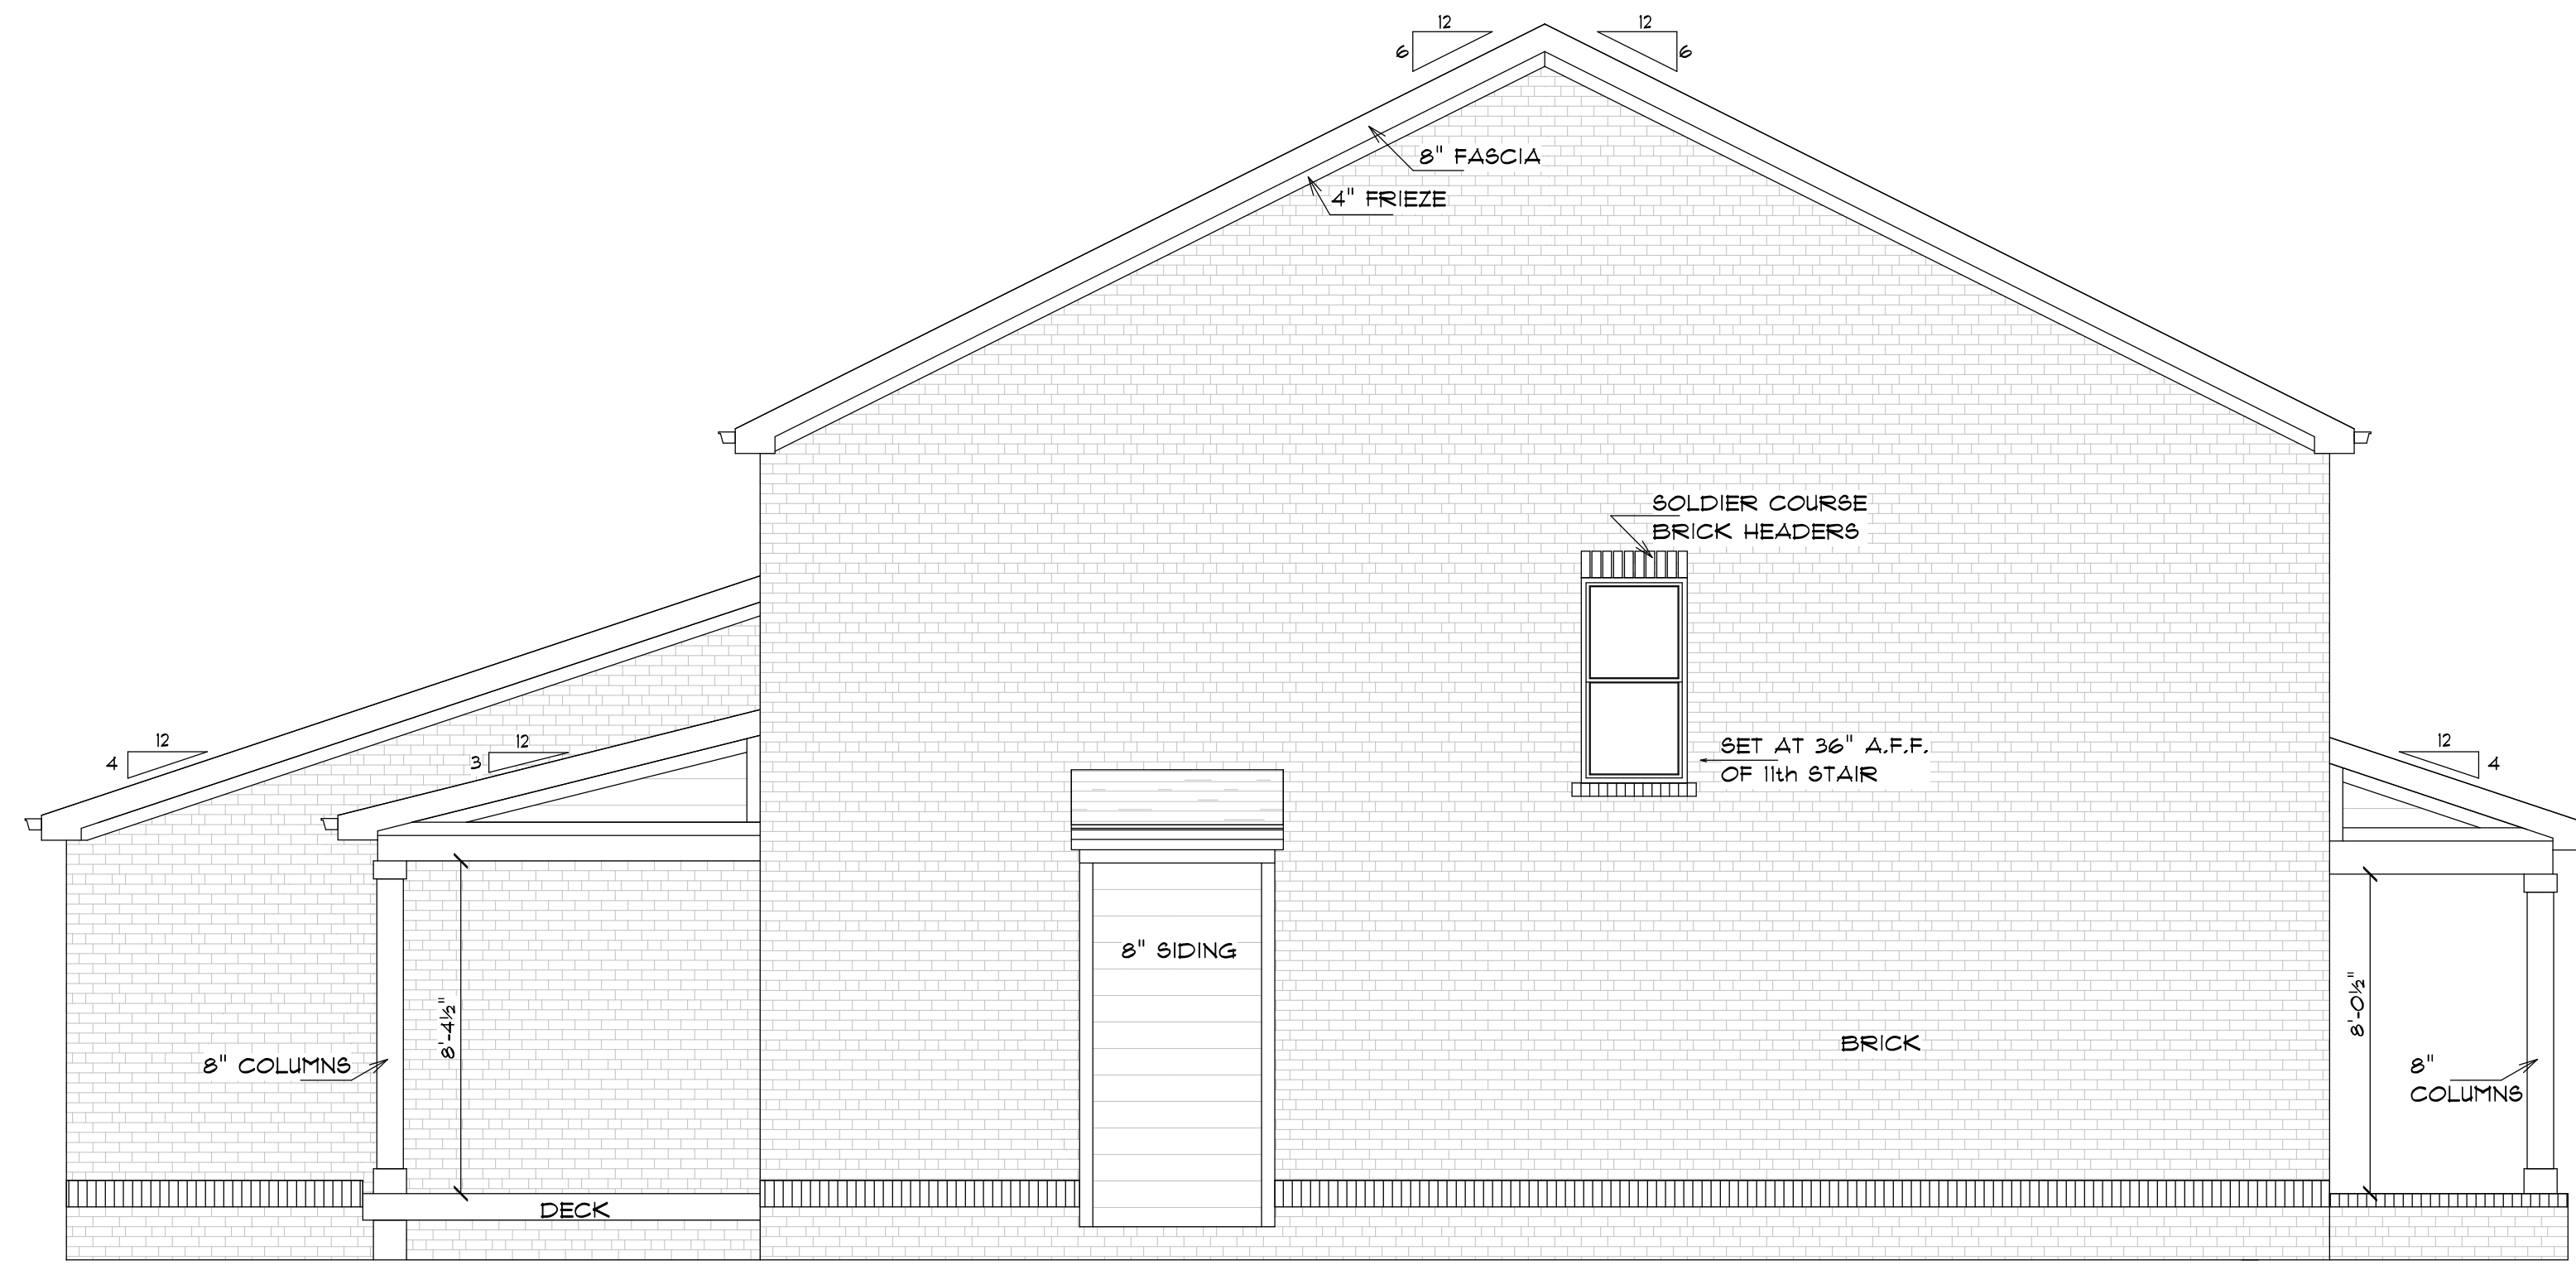 12
12
6
6
8" FASCIA
4" FRIEZE
SOLDIER COURSE
BRICK HEADERS
12
4
12
3
SET AT 36" A.F.F.
OF 11th STAIR
12
4
8" SIDING
8'-4½"
8'-0½"
BRICK
8" COLUMNS
8"
COLUMNS
DECK